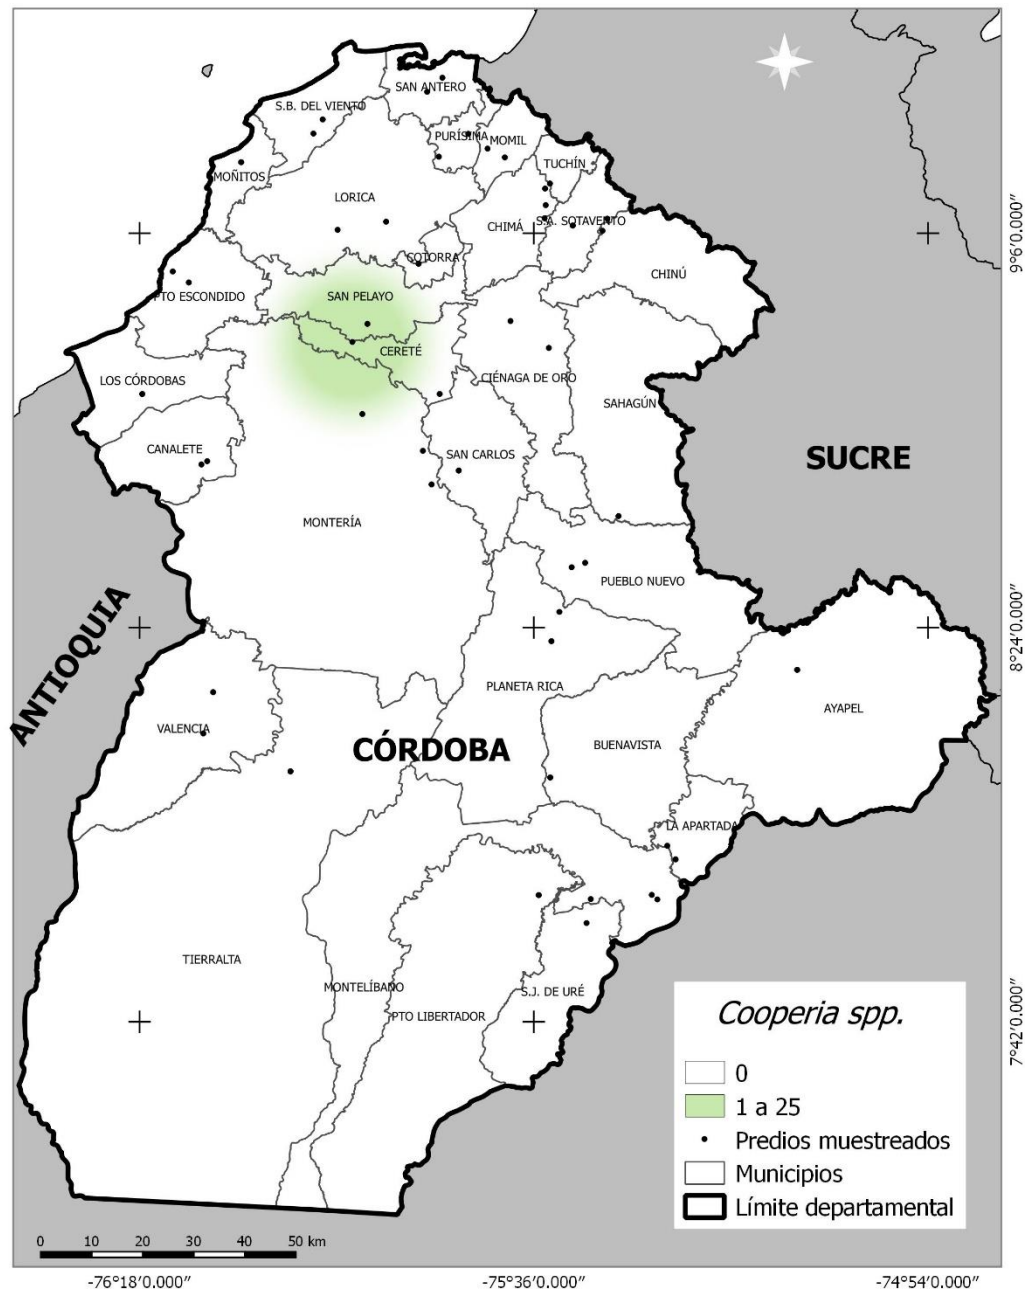 SAN ANTERO
S.B. DEL VIENTO
PURÍSIMA
MOMIL
TUCHÍN
MOÑITOS
LORICA
CHIMÁ
S.A. SOTAVENTO
9°6'0.000"
COTORRA
CHINÚ
PTO ESCONDIDO
SAN PELAYO
CERETÉ
LOS CÓRDOBAS
CIÉNAGA DE ORO
SAHAGÚN
CANALETE
SAN CARLOS
SUCRE
MONTERÍA
PUEBLO NUEVO
ANTIOQUIA
8°24'0.000"
PLANETA RICA
AYAPEL
VALENCIA
CÓRDOBA
BUENAVISTA
LA APARTADA
TIERRALTA
MONTELÍBANO
S.J. DE URÉ
PTO LIBERTADOR
7°42'0.000"
Cooperia spp.
0
1 a 25
Predios muestreados
Municipios
Límite departamental
0 10 20 30 40 50 km
-76°18'0.000" -75°36'0.000" -74°54'0.000"